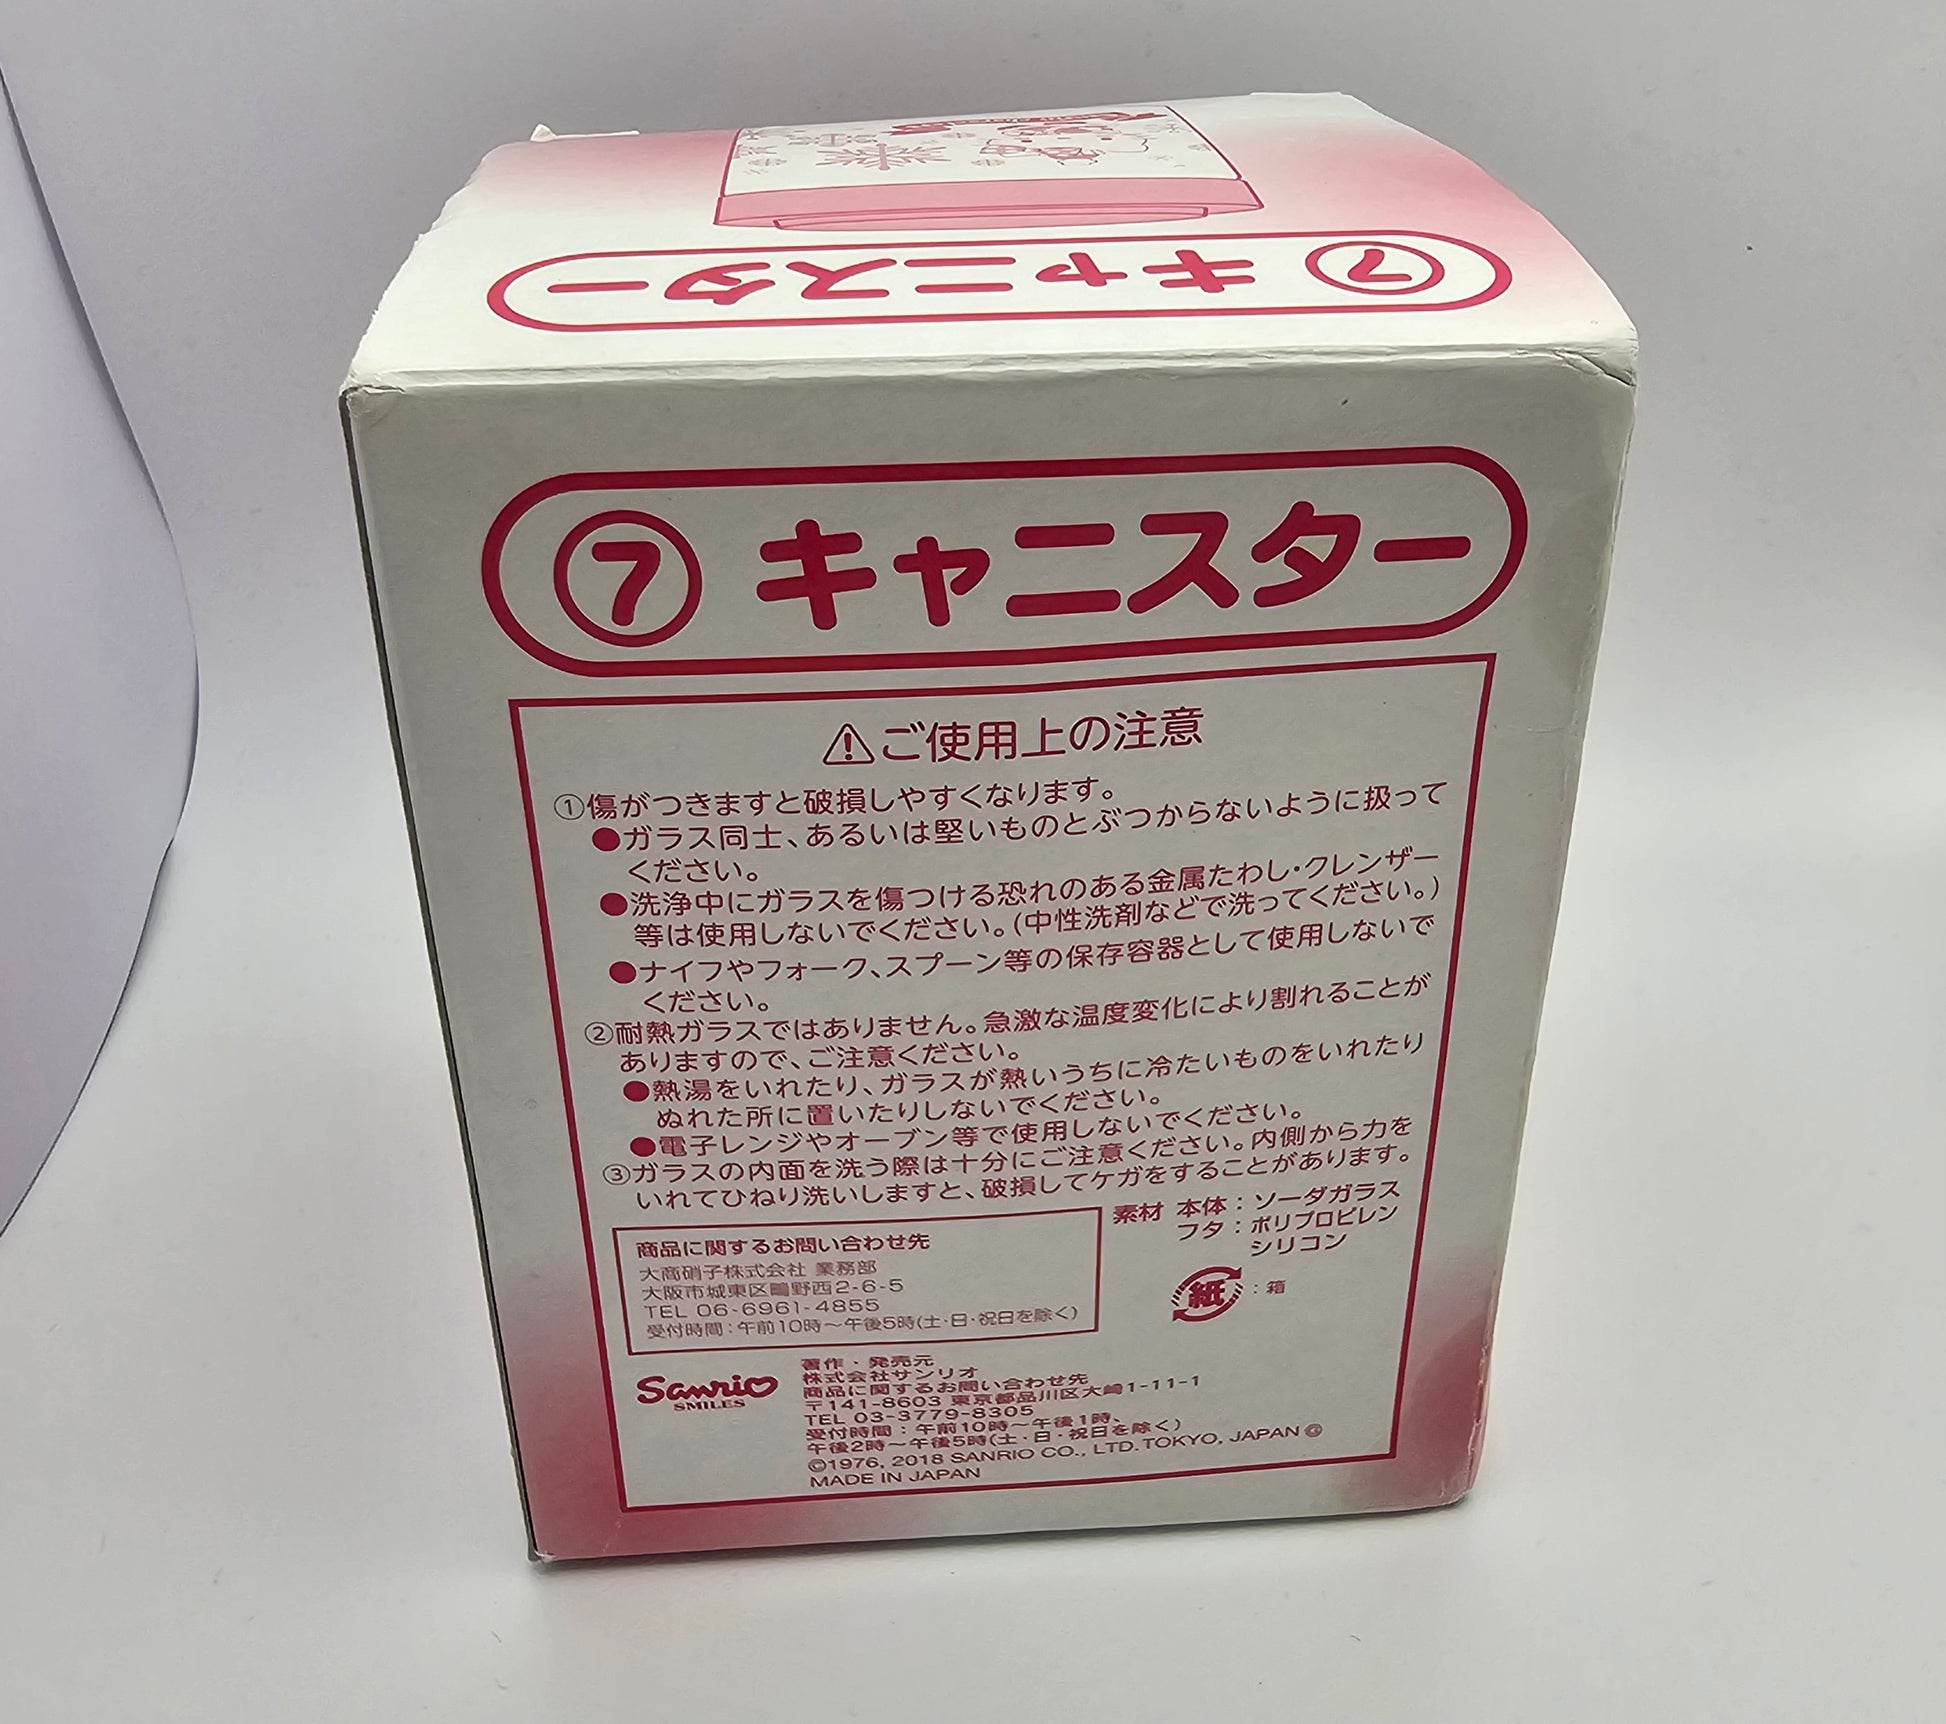 ⑦ キャニスター
⑦ キャニスター
⚠ご使用上の注意
①傷がつきますと破損しやすくなります。
●ガラス同士、あるいは堅いものとぶつからないように扱って
ください。
●洗浄中にガラスを傷つける恐れのある金属たわし・クレンザー
等は使用しないでください。(中性洗剤などで洗ってください。)
●ナイフやフォーク、スプーン等の保存容器として使用しないで
ください。
②耐熱ガラスではありません。急激な温度変化により割れることが
ありますので、ご注意ください。
●熱湯をいれたり、ガラスが熱いうちに冷たいものをいれたり
ぬれた所に置いたりしないでください。
●電子レンジやオーブン等で使用しないでください。
③ガラスの内面を洗う際は十分にご注意ください。内側から力を
いれてひねり洗いしますと、破損してケガをすることがあります。
素材 本体：ソーダガラス
フタ：ポリプロピレン
シリコン
紙：箱
商品に関するお問い合わせ先
大商硝子株式会社 業務部
大阪市城東区鴫野西2-6-5
TEL 06-6961-4855
受付時間：午前10時～午後5時(土・日・祝日を除く)
Sanrio
SMILES
著作・発売元
株式会社サンリオ
商品に関するお問い合わせ先
〒141-8603 東京都品川区大崎1-11-1
TEL 03-3779-8305
受付時間：午前10時～午後1時、
午後2時～午後5時(土・日・祝日を除く)
©1976, 2018 SANRIO CO., LTD. TOKYO, JAPAN
MADE IN JAPAN